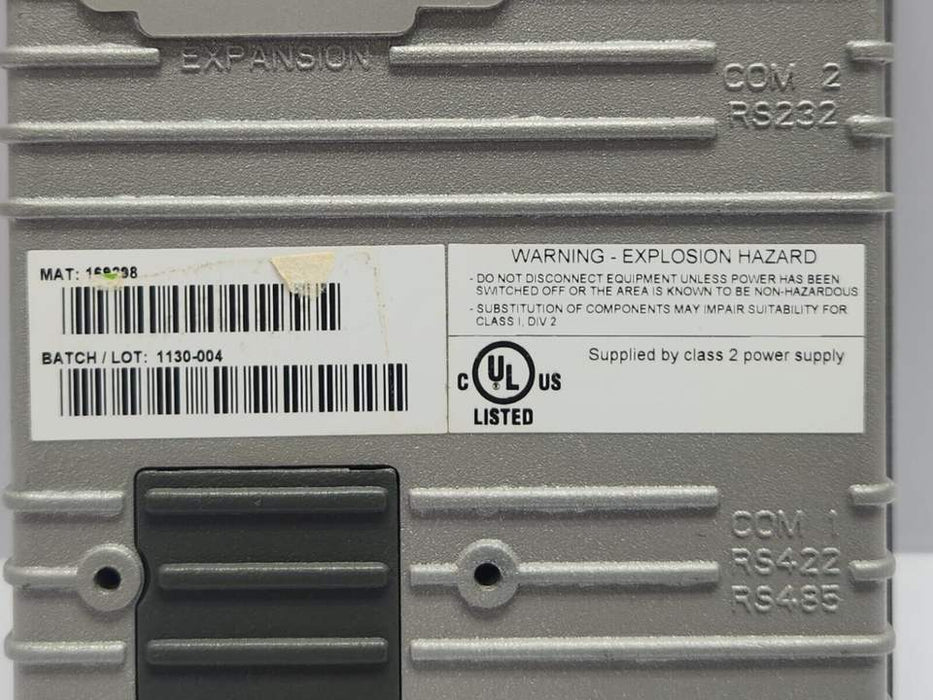 EXPANSION
COM 2
RS232
MAT: 169298
BATCH / LOT: 1130-004
WARNING - EXPLOSION HAZARD
- DO NOT DISCONNECT EQUIPMENT UNLESS POWER HAS BEEN
SWITCHED OFF OR THE AREA IS KNOWN TO BE NON-HAZARDOUS
- SUBSTITUTION OF COMPONENTS MAY IMPAIR SUITABILITY FOR
CLASS I, DIV 2
C UL US
LISTED
Supplied by class 2 power supply
COM 1
RS422
RS485